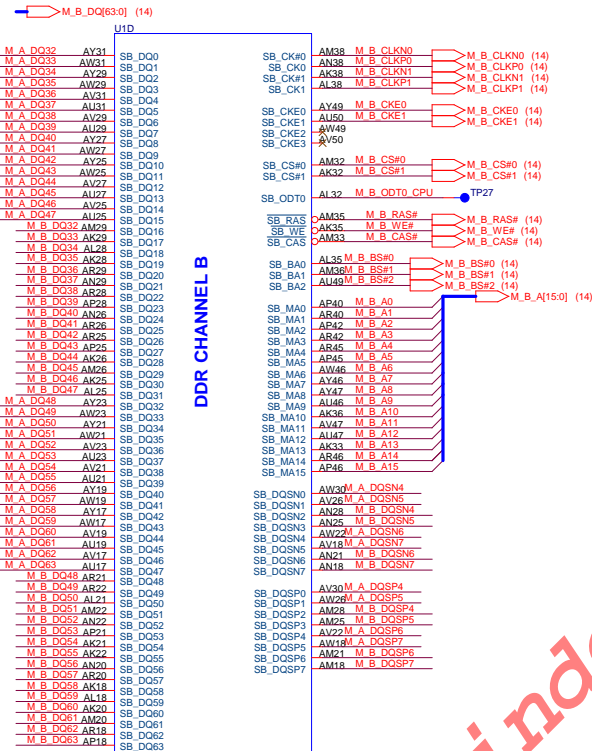 M_B_DQ[63:0] (14)
U1D
M_A_DQ32 AY31 SB_DQ0
M_A_DQ33 AW31 SB_DQ1
M_A_DQ34 AY29 SB_DQ2
M_A_DQ35 AW29 SB_DQ3
M_A_DQ36 AV31 SB_DQ4
M_A_DQ37 AU31 SB_DQ5
M_A_DQ38 AV29 SB_DQ6
M_A_DQ39 AU29 SB_DQ7
M_A_DQ40 AY27 SB_DQ8
M_A_DQ41 AW27 SB_DQ9
M_A_DQ42 AY25 SB_DQ10
M_A_DQ43 AW25 SB_DQ11
M_A_DQ44 AV27 SB_DQ12
M_A_DQ45 AU27 SB_DQ13
M_A_DQ46 AV25 SB_DQ14
M_A_DQ47 AU25 SB_DQ15
M_B_DQ32 AM29 SB_DQ16
M_B_DQ33 AK29 SB_DQ17
M_B_DQ34 AL28 SB_DQ18
M_B_DQ35 AK28 SB_DQ19
M_B_DQ36 AR29 SB_DQ20
M_B_DQ37 AN29 SB_DQ21
M_B_DQ38 AR28 SB_DQ22
M_B_DQ39 AP28 SB_DQ23
M_B_DQ40 AN26 SB_DQ24
M_B_DQ41 AR26 SB_DQ25
M_B_DQ42 AR25 SB_DQ26
M_B_DQ43 AP25 SB_DQ27
M_B_DQ44 AK26 SB_DQ28
M_B_DQ45 AM26 SB_DQ29
M_B_DQ46 AK25 SB_DQ30
M_B_DQ47 AL25 SB_DQ31
M_A_DQ48 AY23 SB_DQ32
M_A_DQ49 AW23 SB_DQ33
M_A_DQ50 AY21 SB_DQ34
M_A_DQ51 AW21 SB_DQ35
M_A_DQ52 AV23 SB_DQ36
M_A_DQ53 AU23 SB_DQ37
M_A_DQ54 AV21 SB_DQ38
M_A_DQ55 AU21 SB_DQ39
M_A_DQ56 AY19 SB_DQ40
M_A_DQ57 AW19 SB_DQ41
M_A_DQ58 AY17 SB_DQ42
M_A_DQ59 AW17 SB_DQ43
M_A_DQ60 AV19 SB_DQ44
M_A_DQ61 AU19 SB_DQ45
M_A_DQ62 AV17 SB_DQ46
M_A_DQ63 AU17 SB_DQ47
M_B_DQ48 AR21 SB_DQ48
M_B_DQ49 AR22 SB_DQ49
M_B_DQ50 AL21 SB_DQ50
M_B_DQ51 AM22 SB_DQ51
M_B_DQ52 AN22 SB_DQ52
M_B_DQ53 AP21 SB_DQ53
M_B_DQ54 AK21 SB_DQ54
M_B_DQ55 AK22 SB_DQ55
M_B_DQ56 AN20 SB_DQ56
M_B_DQ57 AR20 SB_DQ57
M_B_DQ58 AK18 SB_DQ58
M_B_DQ59 AL18 SB_DQ59
M_B_DQ60 AK20 SB_DQ60
M_B_DQ61 AM20 SB_DQ61
M_B_DQ62 AR18 SB_DQ62
M_B_DQ63 AP18 SB_DQ63
DDR CHANNEL B
SB_CK#0 AM38 M_B_CLKN0 M_B_CLKN0 (14)
SB_CK0 AN38 M_B_CLKP0 M_B_CLKP0 (14)
SB_CK#1 AK38 M_B_CLKN1 M_B_CLKN1 (14)
SB_CK1 AL38 M_B_CLKP1 M_B_CLKP1 (14)
SB_CKE0 AY49 M_B_CKE0 M_B_CKE0 (14)
SB_CKE1 AU50 M_B_CKE1 M_B_CKE1 (14)
SB_CKE2 AW49
SB_CKE3 AV50
SB_CS#0 AM32 M_B_CS#0 M_B_CS#0 (14)
SB_CS#1 AK32 M_B_CS#1 M_B_CS#1 (14)
SB_ODT0 AL32 M_B_ODT0_CPU TP27
SB_RAS AM35 M_B_RAS# M_B_RAS# (14)
SB_WE AK35 M_B_WE# M_B_WE# (14)
SB_CAS AM33 M_B_CAS# M_B_CAS# (14)
SB_BA0 AL35 M_B_BS#0 M_B_BS#0 (14)
SB_BA1 AM36 M_B_BS#1 M_B_BS#1 (14)
SB_BA2 AU49 M_B_BS#2 M_B_BS#2 (14)
M_B_A[15:0] (14)
SB_MA0 AP40 M_B_A0
SB_MA1 AR40 M_B_A1
SB_MA2 AP42 M_B_A2
SB_MA3 AR42 M_B_A3
SB_MA4 AR45 M_B_A4
SB_MA5 AP45 M_B_A5
SB_MA6 AW46 M_B_A6
SB_MA7 AY46 M_B_A7
SB_MA8 AY47 M_B_A8
SB_MA9 AU46 M_B_A9
SB_MA10 AK36 M_B_A10
SB_MA11 AV47 M_B_A11
SB_MA12 AU47 M_B_A12
SB_MA13 AK33 M_B_A13
SB_MA14 AR46 M_B_A14
SB_MA15 AP46 M_B_A15
SB_DQSN0 AW30 M_A_DQSN4
SB_DQSN1 AV26 M_A_DQSN5
SB_DQSN2 AN28 M_B_DQSN4
SB_DQSN3 AN25 M_B_DQSN5
SB_DQSN4 AW22 M_A_DQSN6
SB_DQSN5 AV18 M_A_DQSN7
SB_DQSN6 AN21 M_B_DQSN6
SB_DQSN7 AN18 M_B_DQSN7
SB_DQSP0 AV30 M_A_DQSP4
SB_DQSP1 AW26 M_A_DQSP5
SB_DQSP2 AM28 M_B_DQSP4
SB_DQSP3 AM25 M_B_DQSP5
SB_DQSP4 AV22 M_A_DQSP6
SB_DQSP5 AW18 M_A_DQSP7
SB_DQSP6 AM21 M_B_DQSP6
SB_DQSP7 AM18 M_B_DQSP7